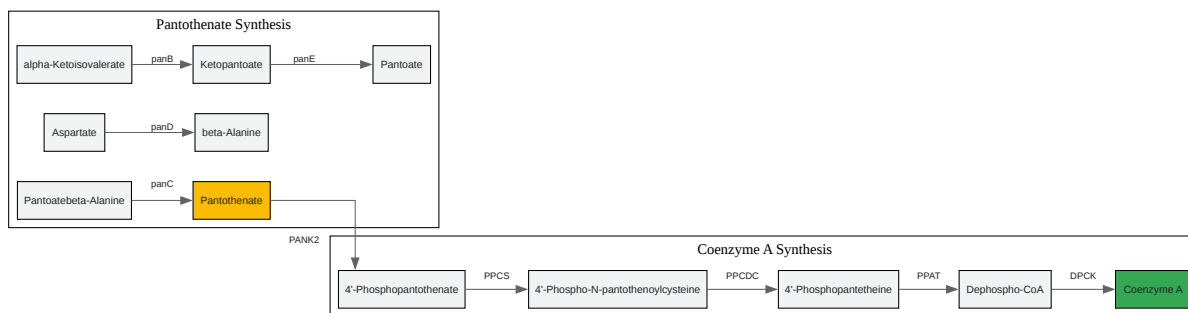 Pantothenate Synthesis
alpha-Ketoisovalerate
panB
Ketopantoate
panE
Pantoate
Aspartate
panD
beta-Alanine
Pantoatebeta-Alanine
panC
Pantothenate
PANK2
Coenzyme A Synthesis
4'-Phosphopantothenate
PPCS
4'-Phospho-N-pantothenoylcysteine
PPCDC
4'-Phosphopantetheine
PPAT
Dephospho-CoA
DPCK
Coenzyme A